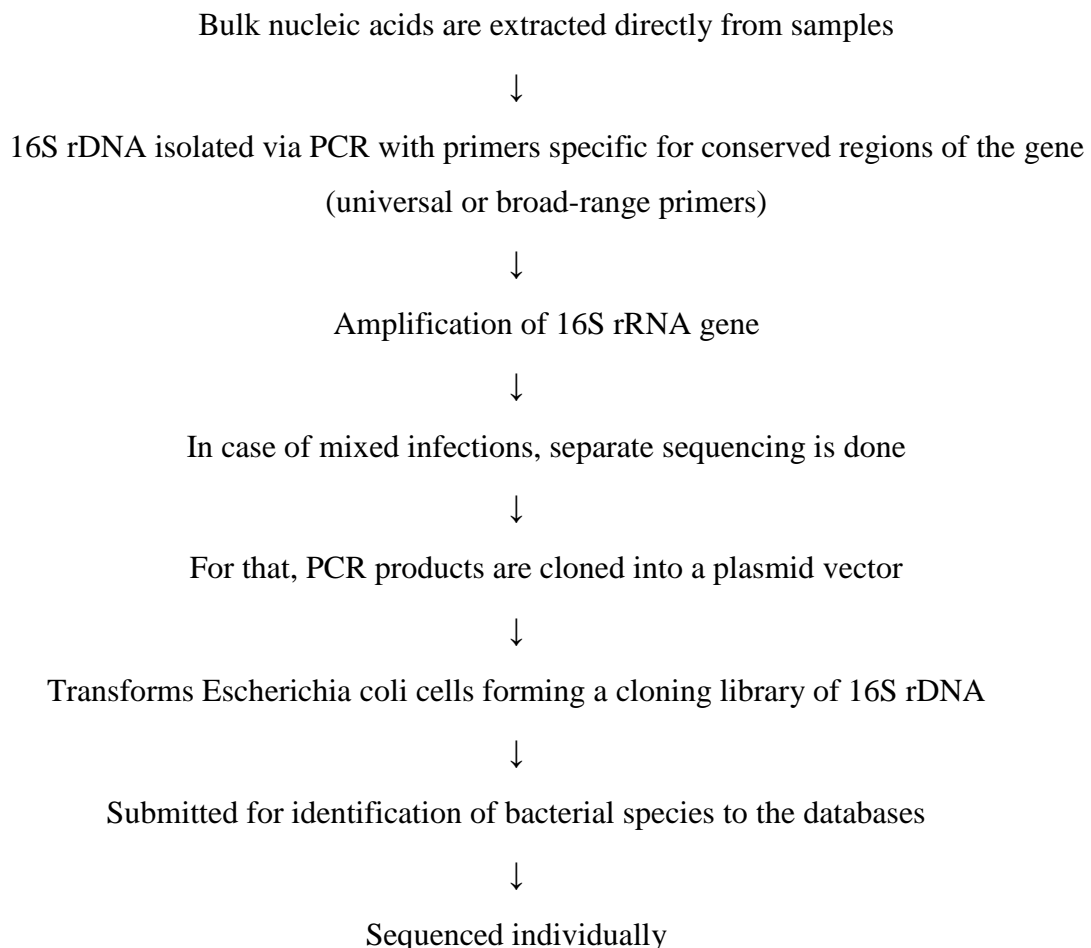 Bulk nucleic acids are extracted directly from samples
↓
16S rDNA isolated via PCR with primers specific for conserved regions of the gene
(universal or broad-range primers)
↓
Amplification of 16S rRNA gene
↓
In case of mixed infections, separate sequencing is done
↓
For that, PCR products are cloned into a plasmid vector
↓
Transforms Escherichia coli cells forming a cloning library of 16S rDNA
↓
Submitted for identification of bacterial species to the databases
↓
Sequenced individually